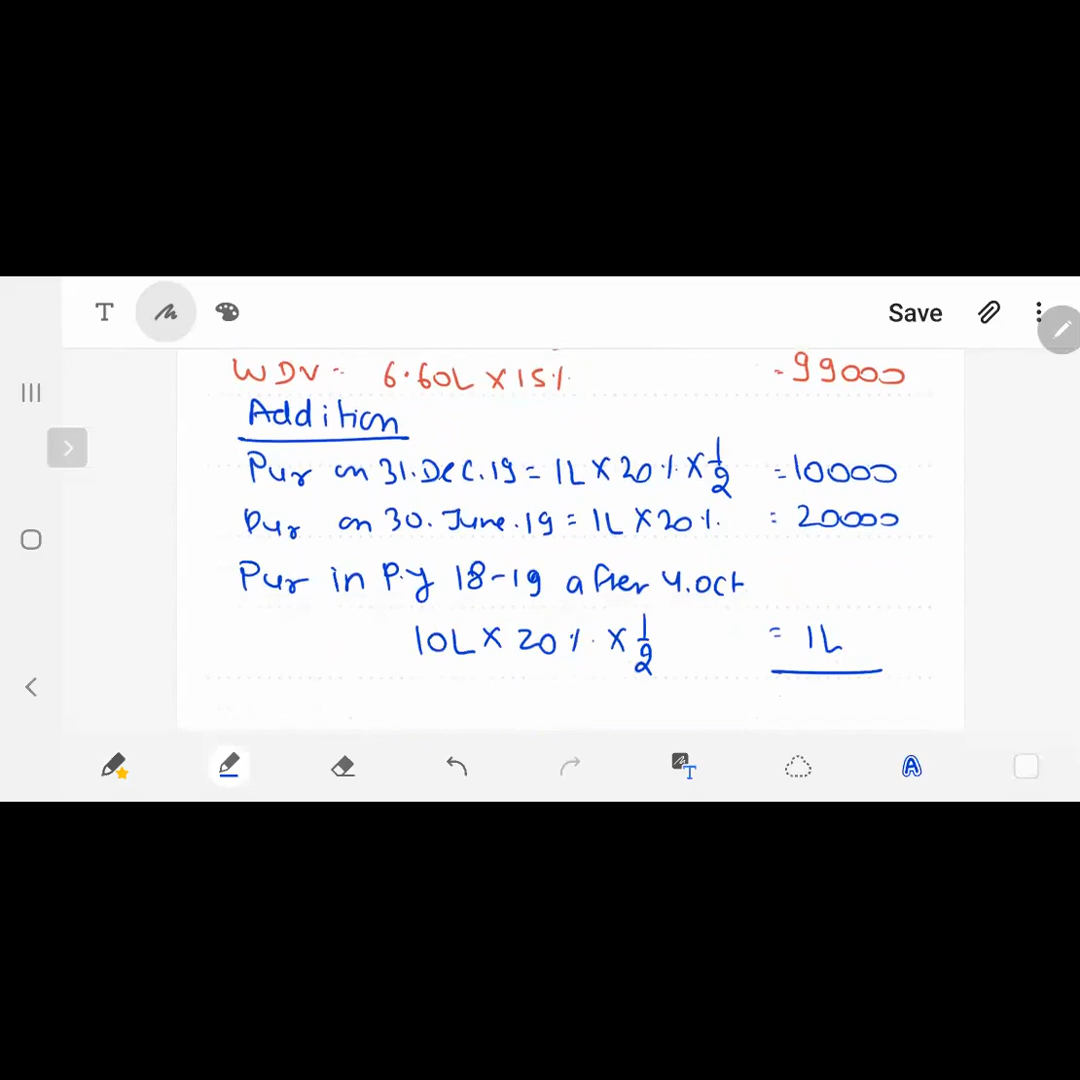 T
Save
WDV- 6.60L X 15% = 99000
Addition
Pur on 31.Dec.19 = 1L X 20% X 1/2 = 10000
Pur on 30.June.19 = 1L X 20% = 20000
Pur in P.y 18-19 after 4.oct
10L X 20% X 1/2 = 1L
T
A